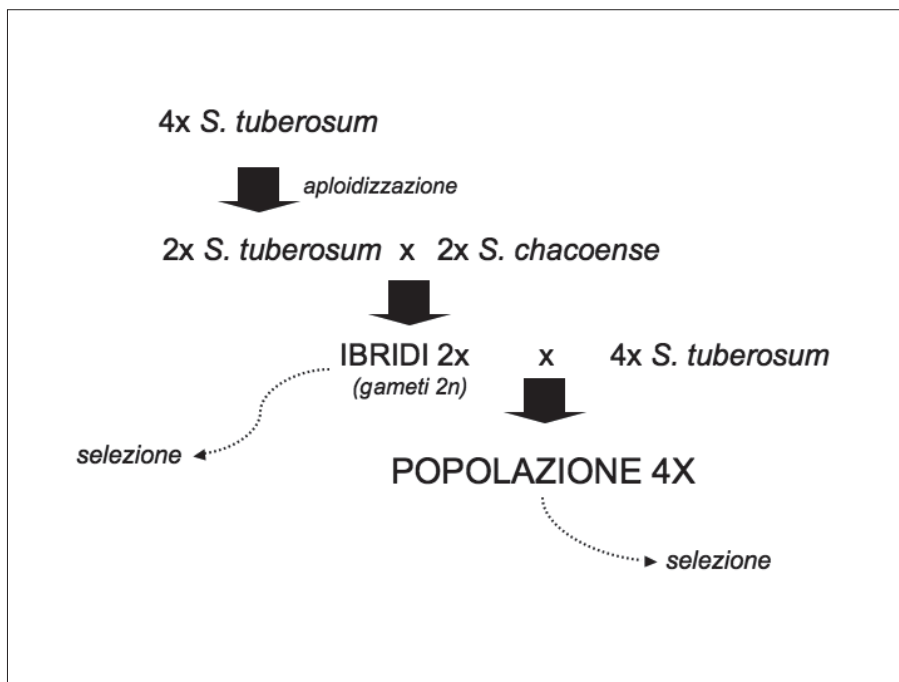 4x S. tuberosum
aploidizzazione
2x S. tuberosum x 2x S. chacoense
IBRIDI 2x x 4x S. tuberosum
(gameti 2n)
selezione
POPOLAZIONE 4X
selezione